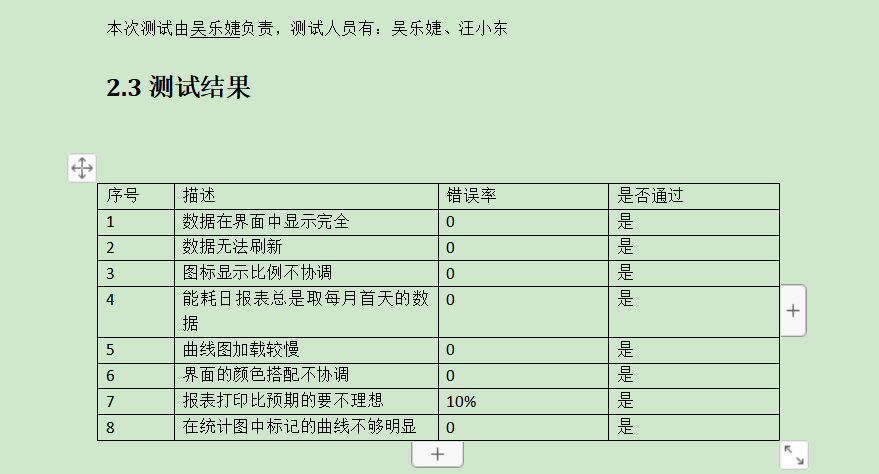 本次测试由吴乐婕负责，测试人员有：吴乐婕、汪小东
2.3 测试结果
序号 描述 错误率 是否通过
1 数据在界面中显示完全 0 是
2 数据无法刷新 0 是
3 图标显示比例不协调 0 是
4 能耗日报表总是取每月首天的数 0 是
据
5 曲线图加载较慢 0 是
6 界面的颜色搭配不协调 0 是
7 报表打印比预期的要不理想 10% 是
8 在统计图中标记的曲线不够明显 0 是